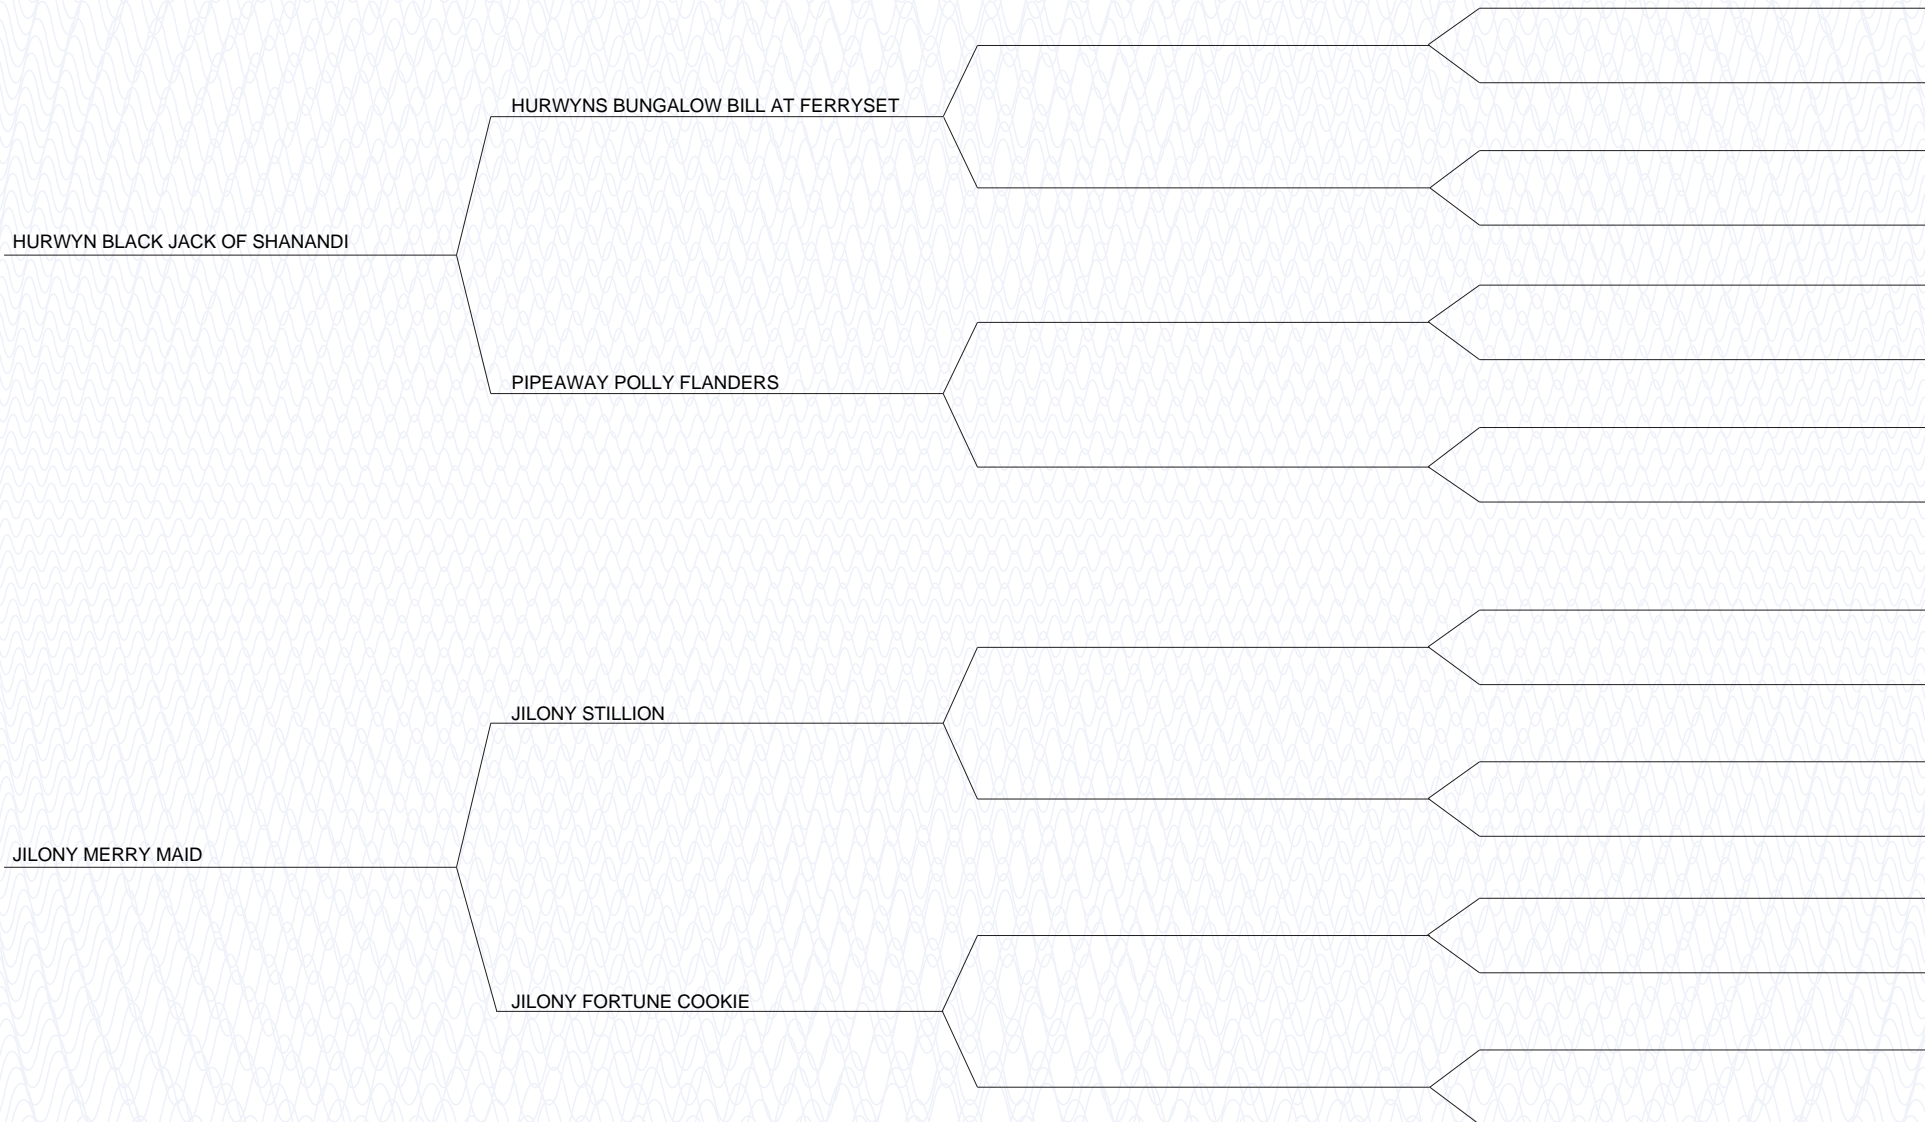 HURWYNS BUNGALOW BILL AT FERRYSET
HURWYN BLACK JACK OF SHANANDI
PIPEAWAY POLLY FLANDERS
JILONY STILLION
JILONY MERRY MAID
JILONY FORTUNE COOKIE